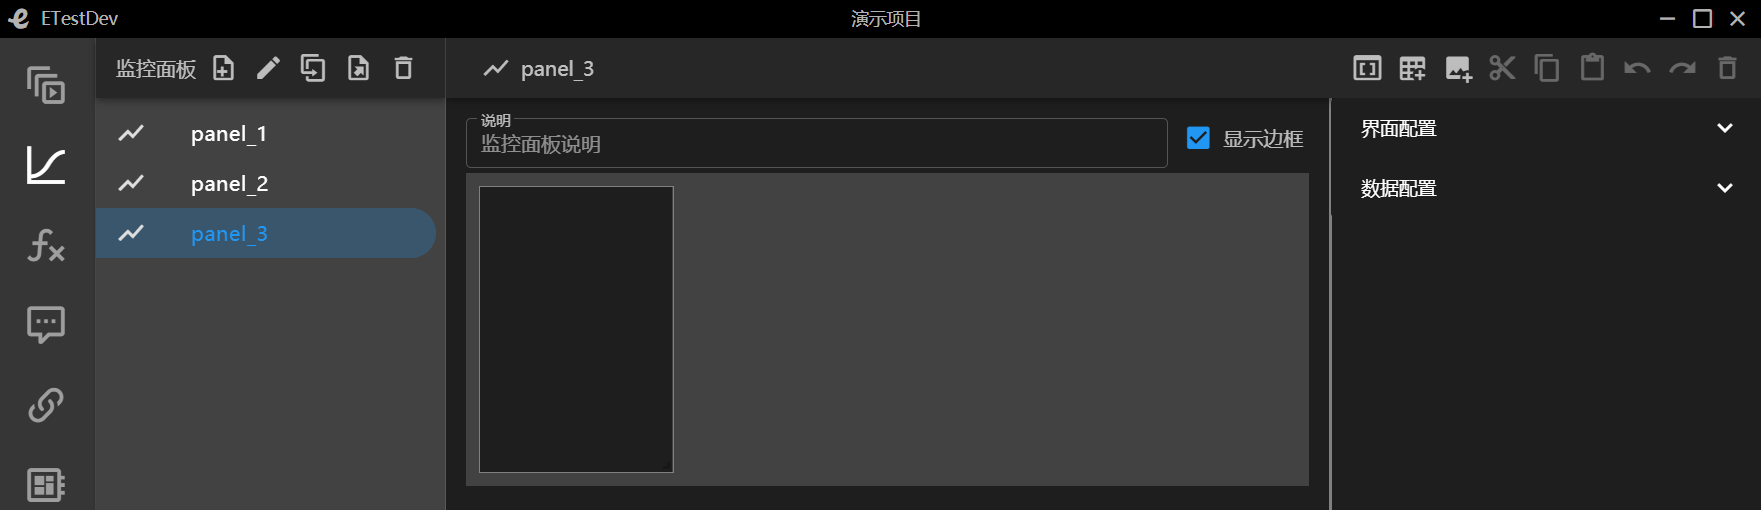 ETestDev
演示项目
监控面板
panel_1
panel_2
panel_3
panel_3
说明
监控面板说明
显示边框
界面配置
数据配置